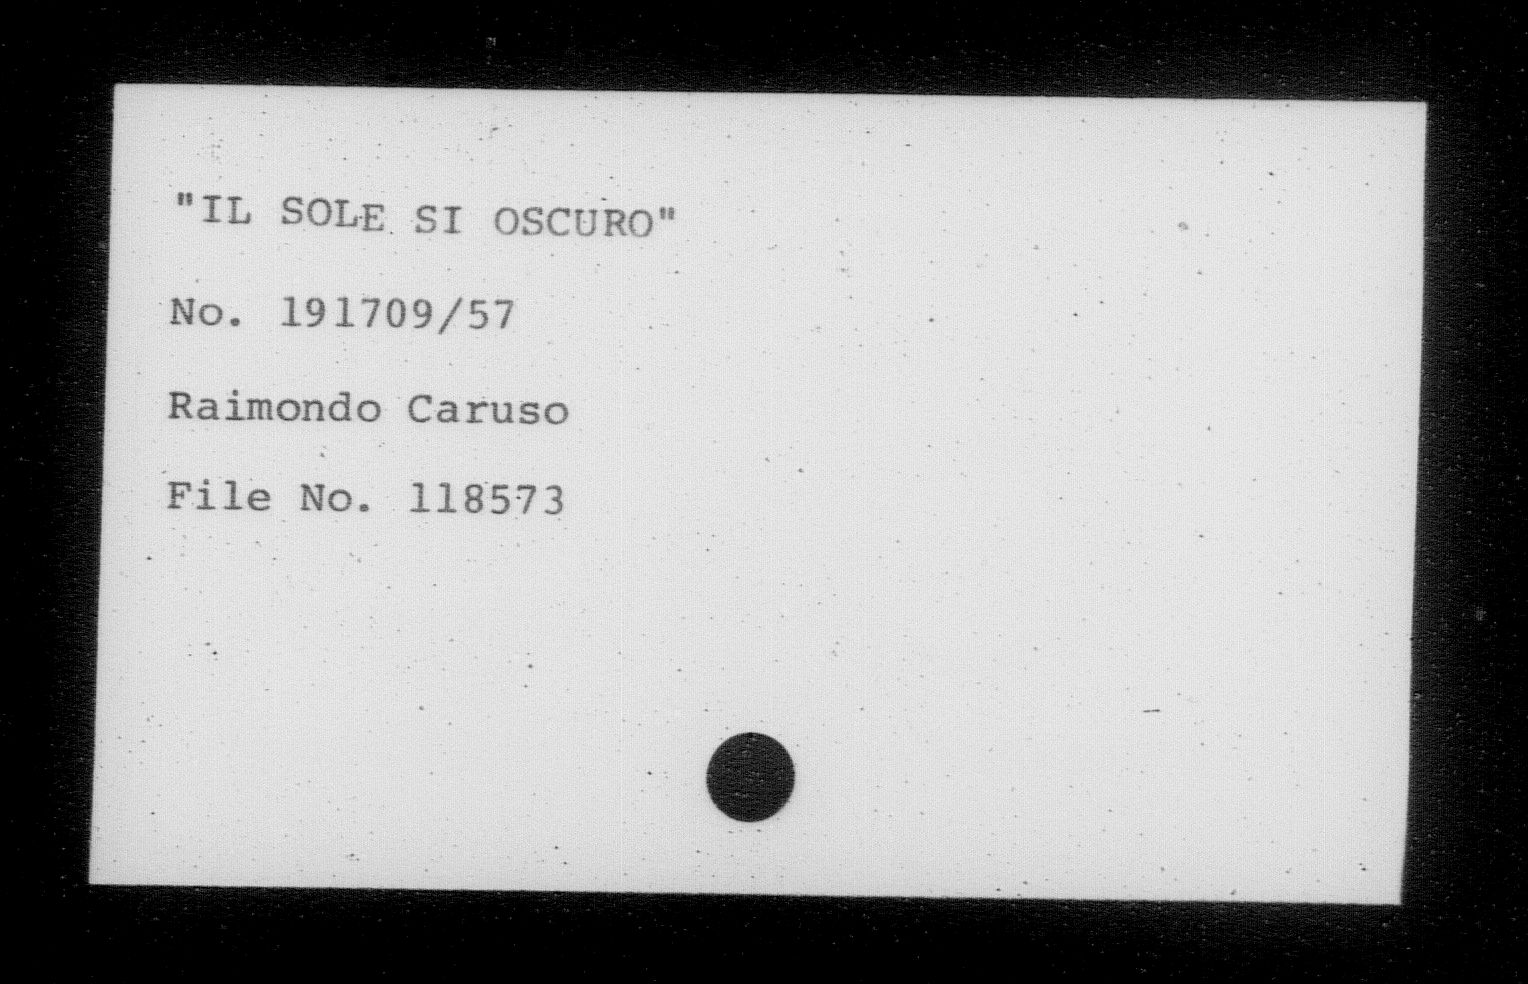 "IL SOLE SI OSCURO"
No. 191709/57
Raimondo Caruso
File No. 118573